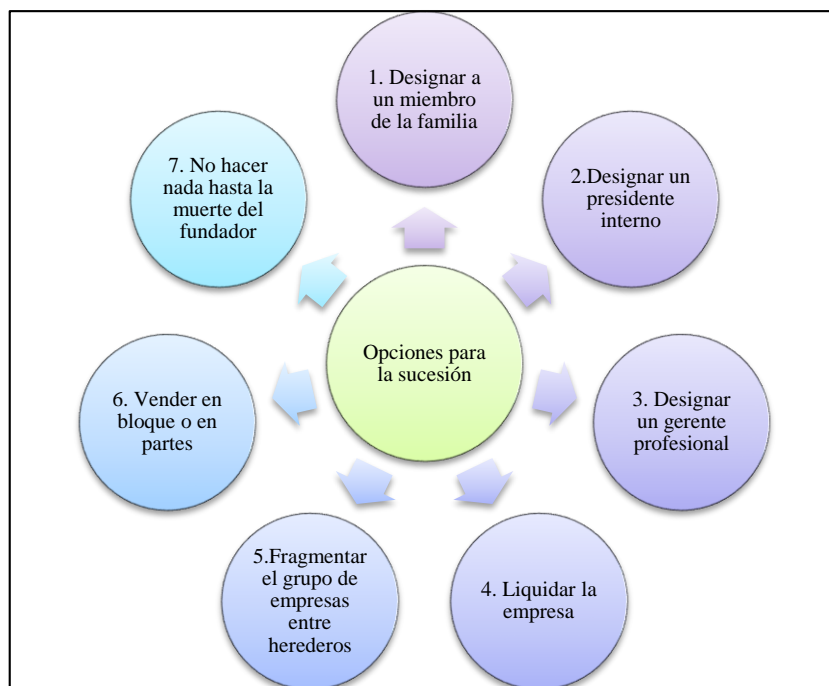 Opciones para
la sucesión
1. Designar a
un miembro
de la familia
2.Designar un
presidente
interno
3. Designar
un gerente
profesional
4. Liquidar la
empresa
5.Fragmentar
el grupo de
empresas
entre
herederos
6. Vender en
bloque o en
partes
7. No hacer
nada hasta la
muerte del
fundador